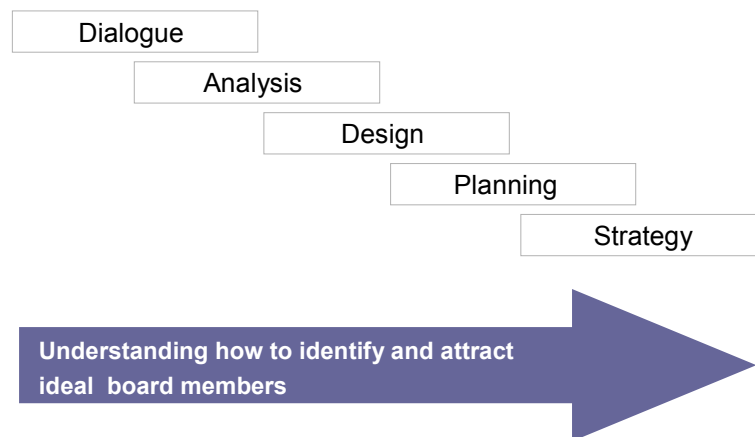 Dialogue
Analysis
Design
Planning
Strategy
Understanding how to identify and attract
ideal  board members